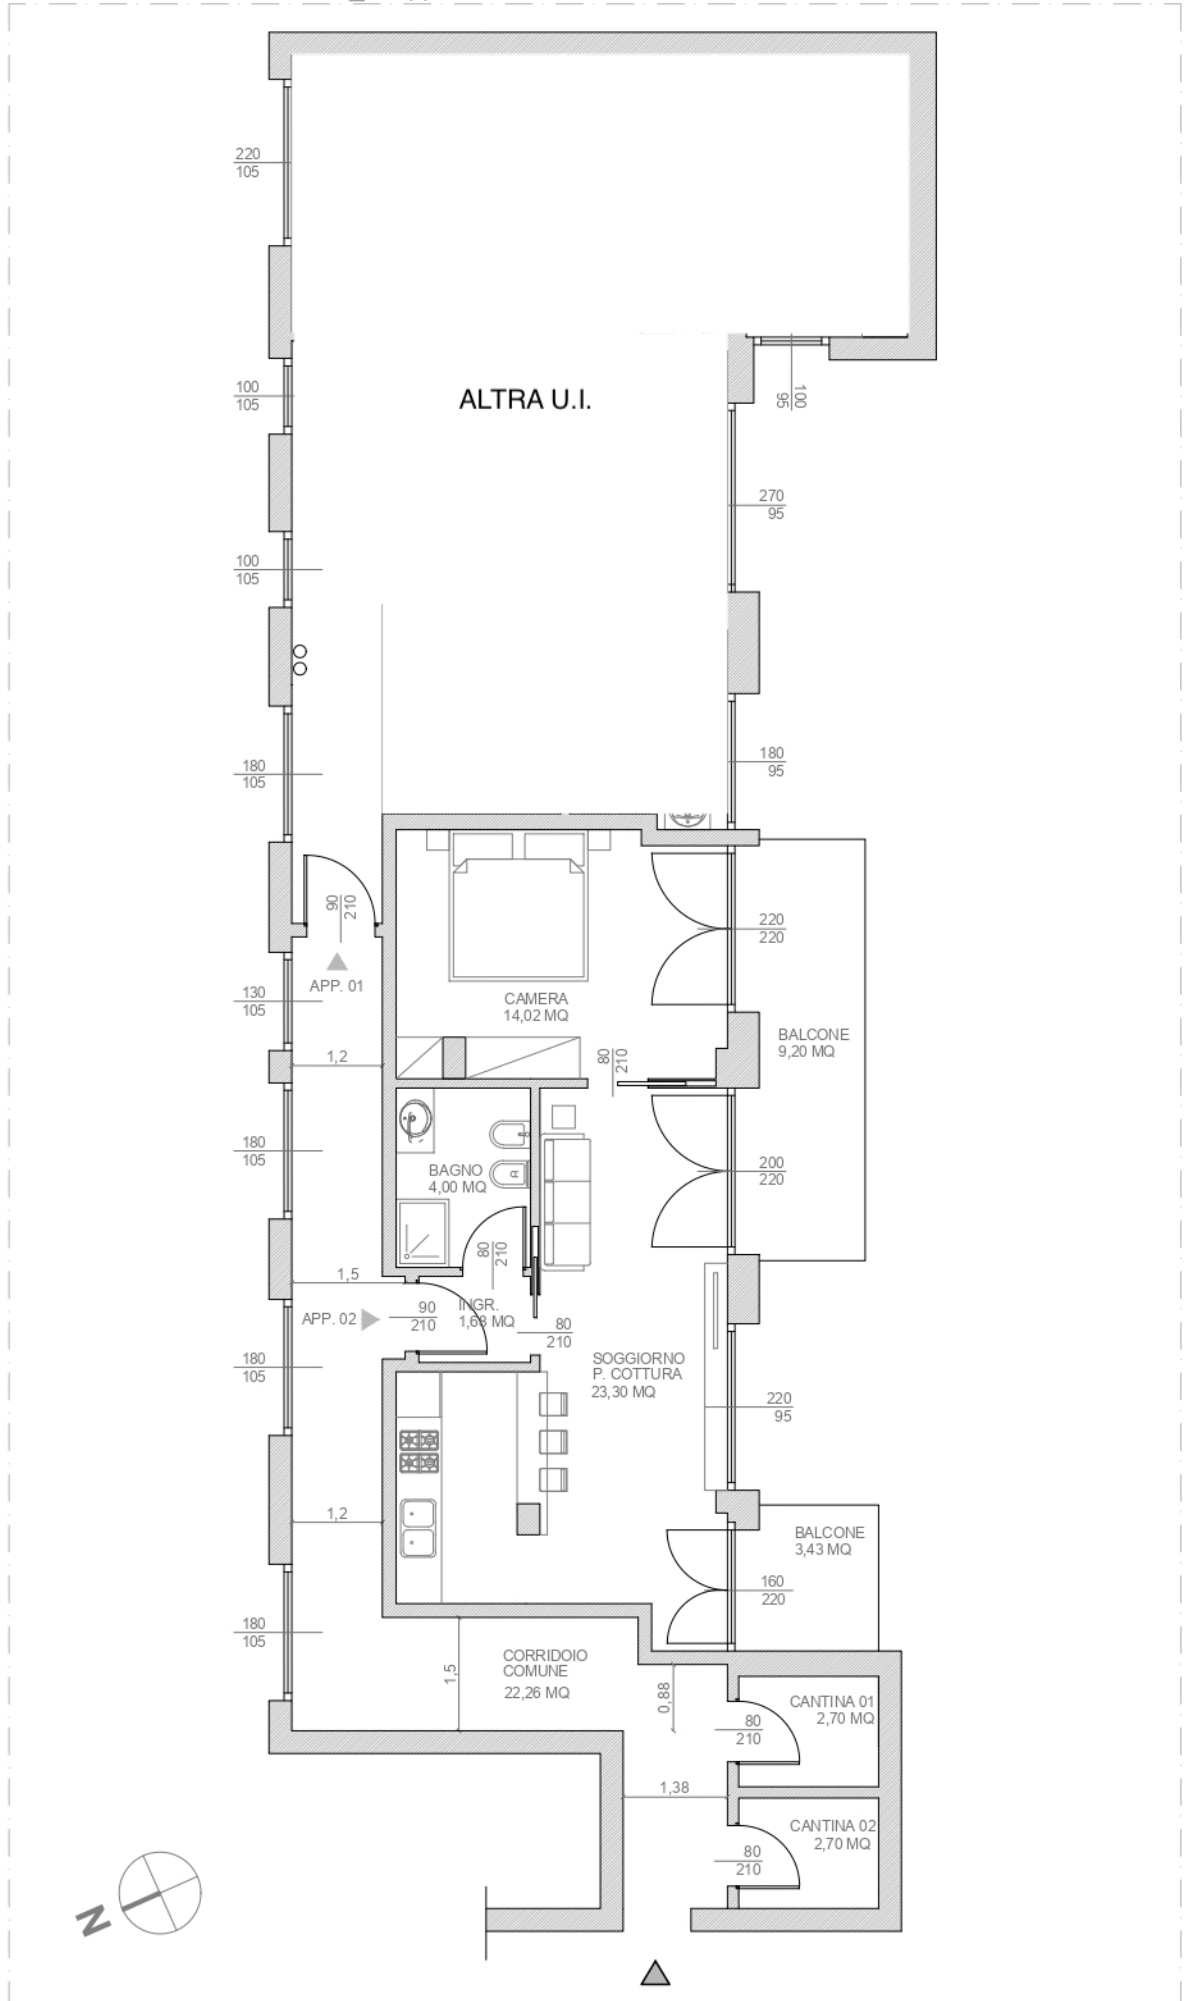 220
105
100
105
ALTRA U.I.
100
95
270
95
100
105
180
105
180
95
90
210
APP. 01
220
220
130
105
CAMERA
14,02 MQ
BALCONE
9,20 MQ
1,2
80
210
180
105
BAGNO
4,00 MQ
200
220
80
210
1,5
APP. 02
90
210
INGR.
1,68 MQ
80
210
180
105
SOGGIORNO
P. COTTURA
23,30 MQ
220
95
1,2
BALCONE
3,43 MQ
160
220
180
105
1,5
CORRIDOIO
COMUNE
22,26 MQ
0,88
80
210
CANTINA 01
2,70 MQ
1,38
80
210
CANTINA 02
2,70 MQ
N